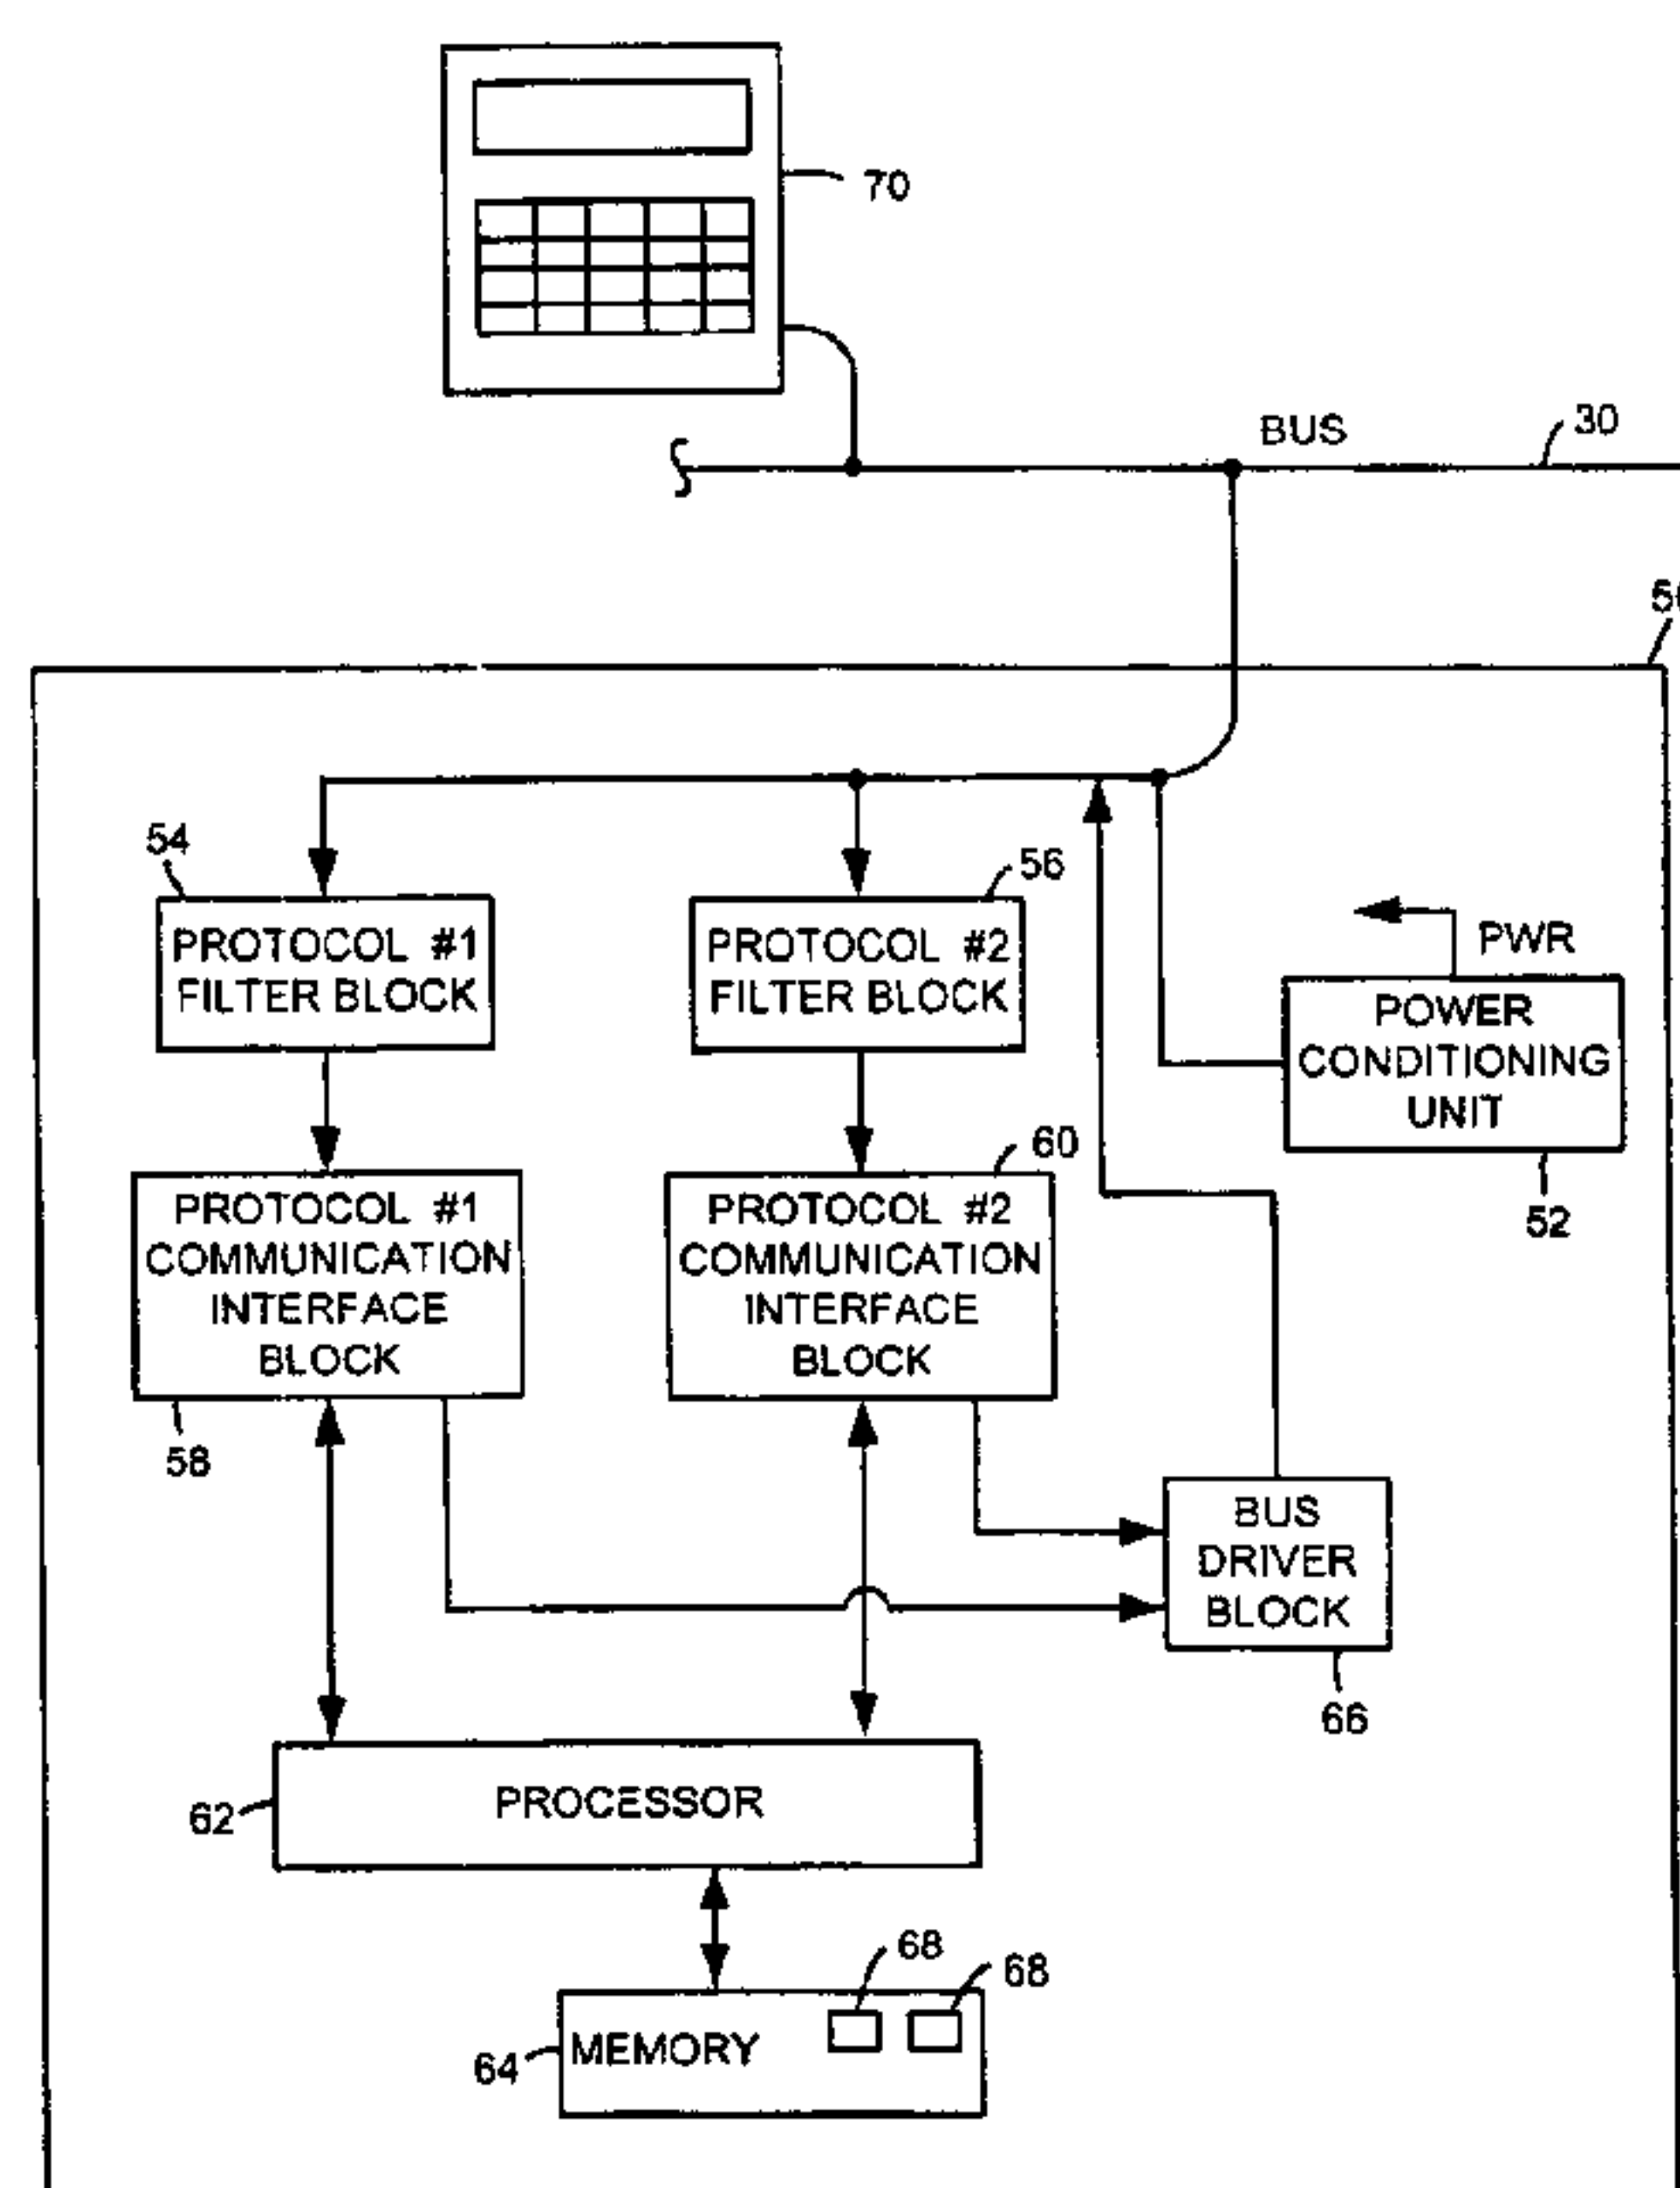 70
BUS
30
54
56
PROTOCOL #1
FILTER BLOCK
PROTOCOL #2
FILTER BLOCK
PWR
POWER
CONDITIONING
UNIT
52
60
PROTOCOL #1
COMMUNICATION
INTERFACE
BLOCK
PROTOCOL #2
COMMUNICATION
INTERFACE
BLOCK
58
BUS
DRIVER
BLOCK
66
PROCESSOR
62
68
68
MEMORY
64